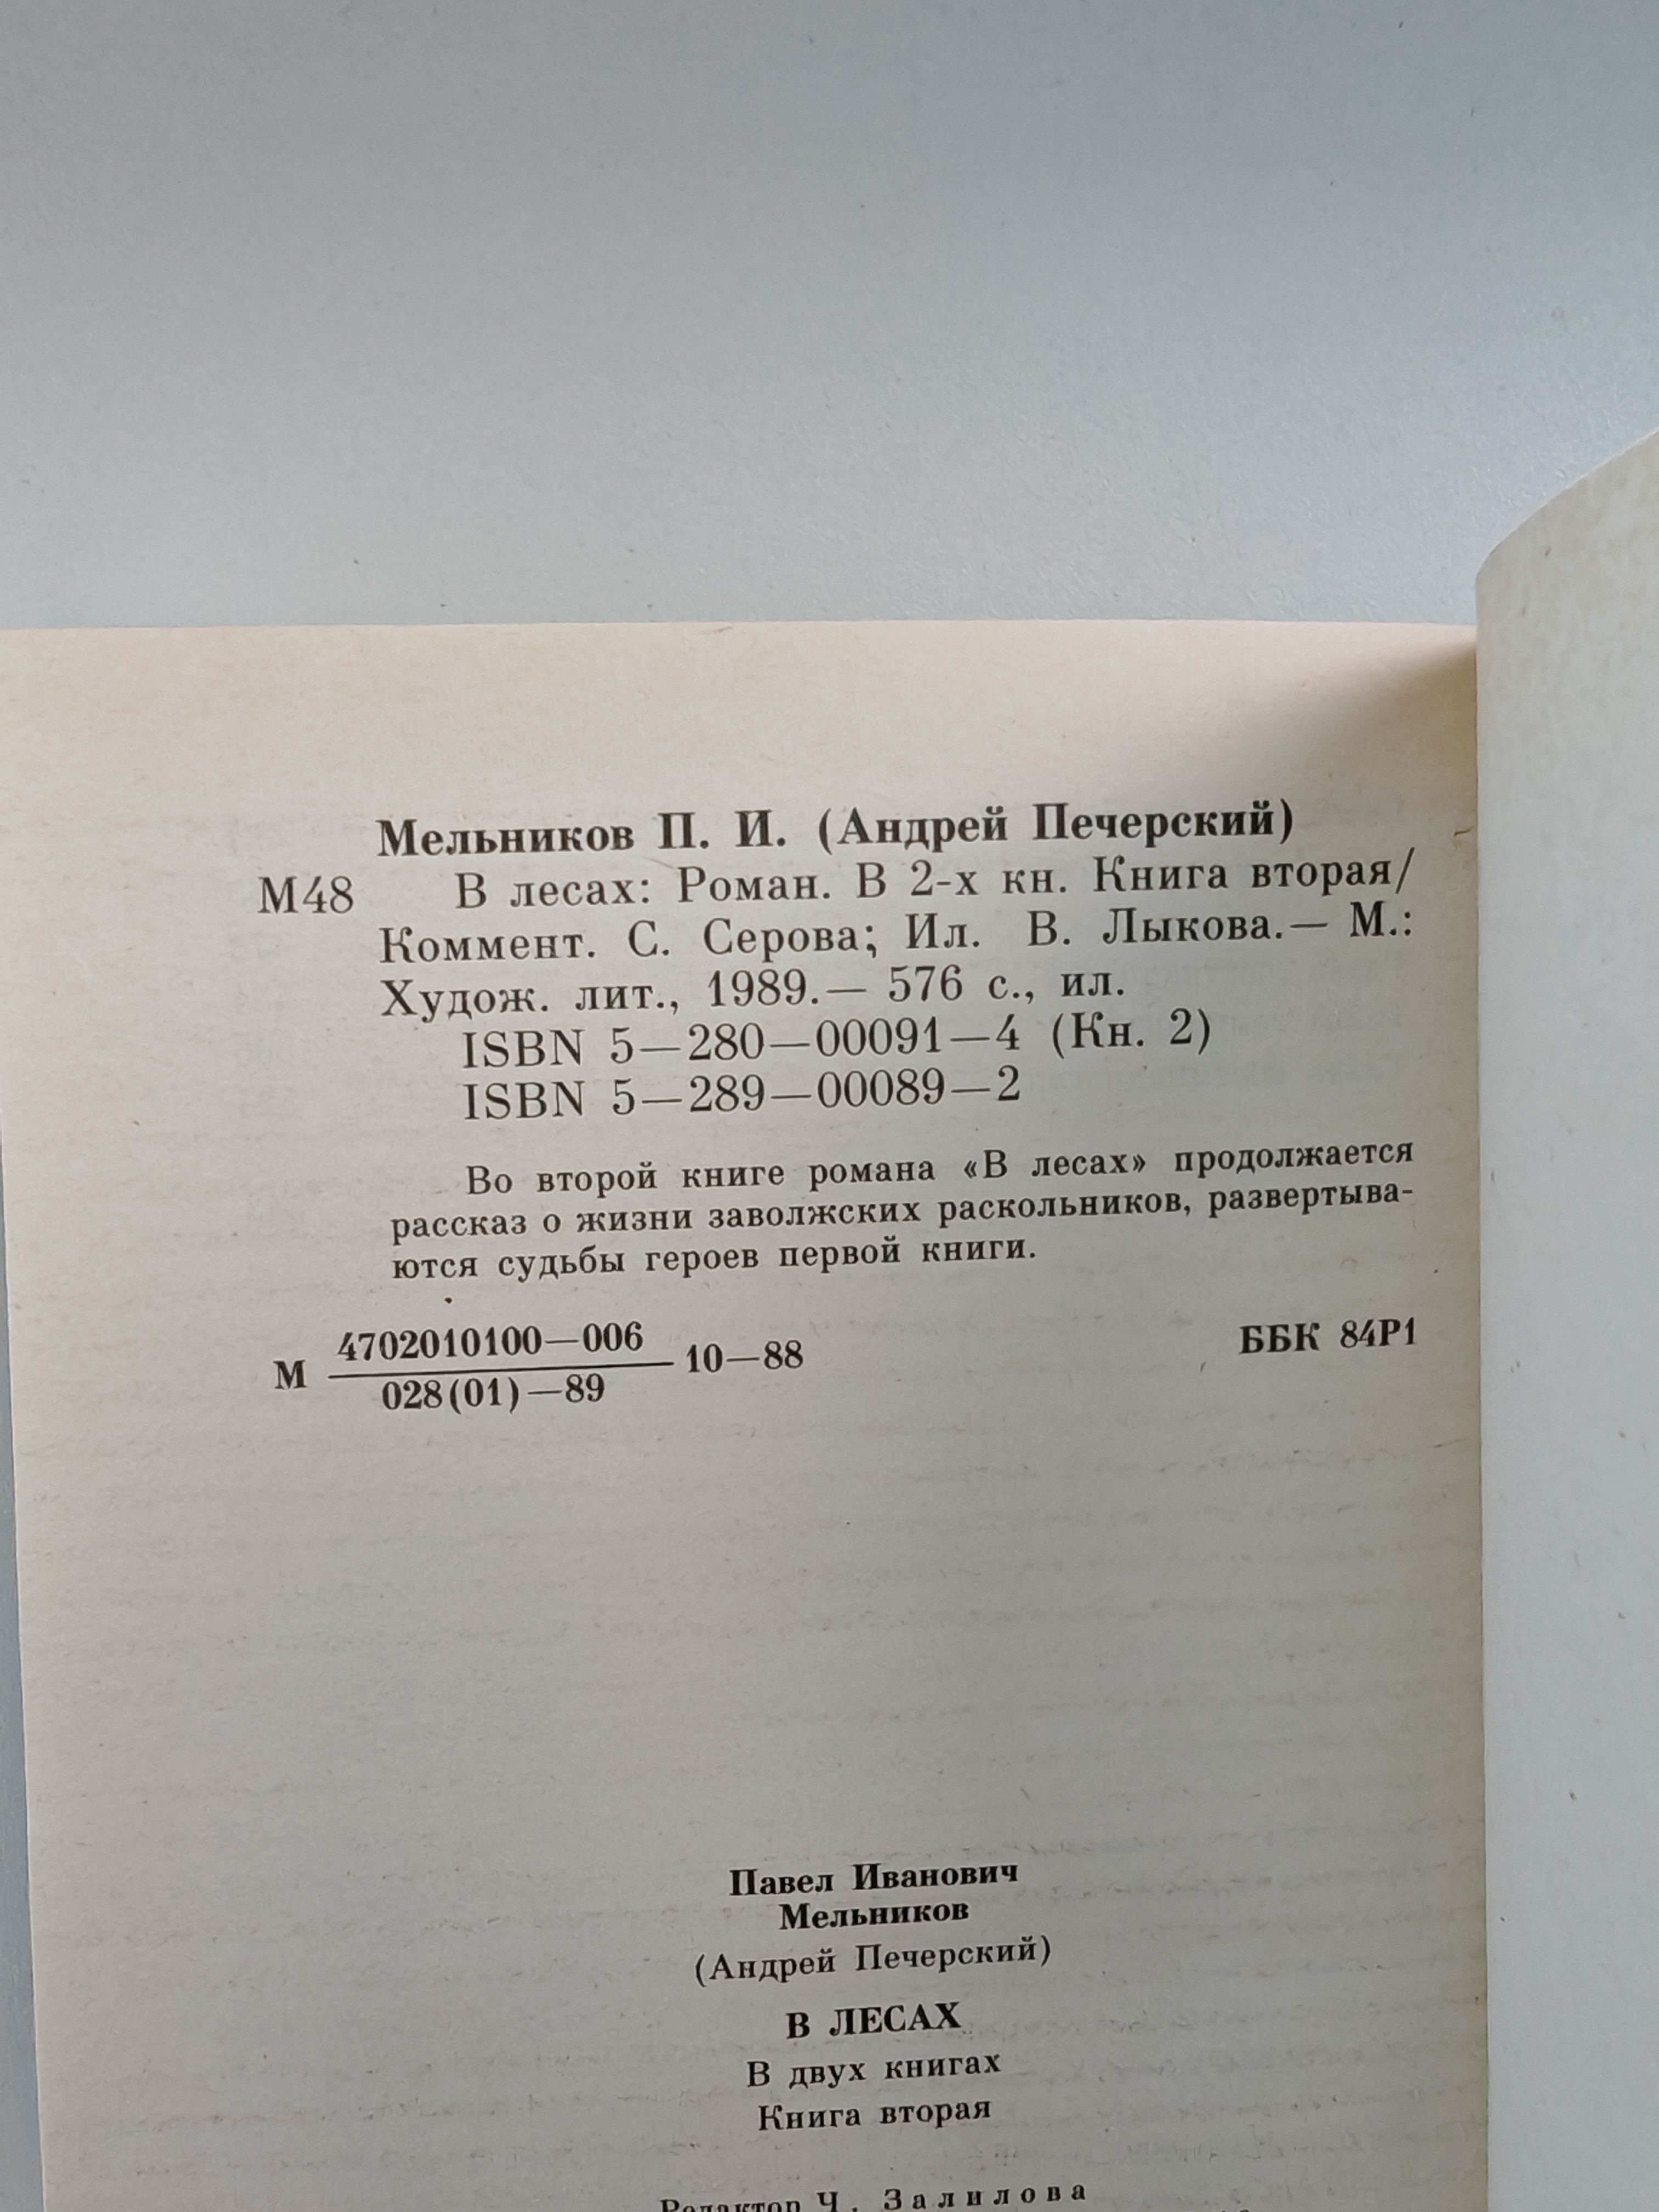 Мельников П. И. (Андрей Печерский)
М48 В лесах: Роман. В 2-х кн. Книга вторая/
Коммент. С. Серова; Ил. В. Лыкова.— М.:
Худож. лит., 1989.— 576 с., ил.
ISBN 5—280—00091—4 (Кн. 2)
ISBN 5—289—00089—2
Во второй книге романа «В лесах» продолжается
рассказ о жизни заволжских раскольников, развертыва-
ются судьбы героев первой книги.
4702010100—006
М 10—88 ББК 84Р1
028(01)—89
Павел Иванович
Мельников
(Андрей Печерский)
В ЛЕСАХ
В двух книгах
Книга вторая
Редактор Ч. Залилова